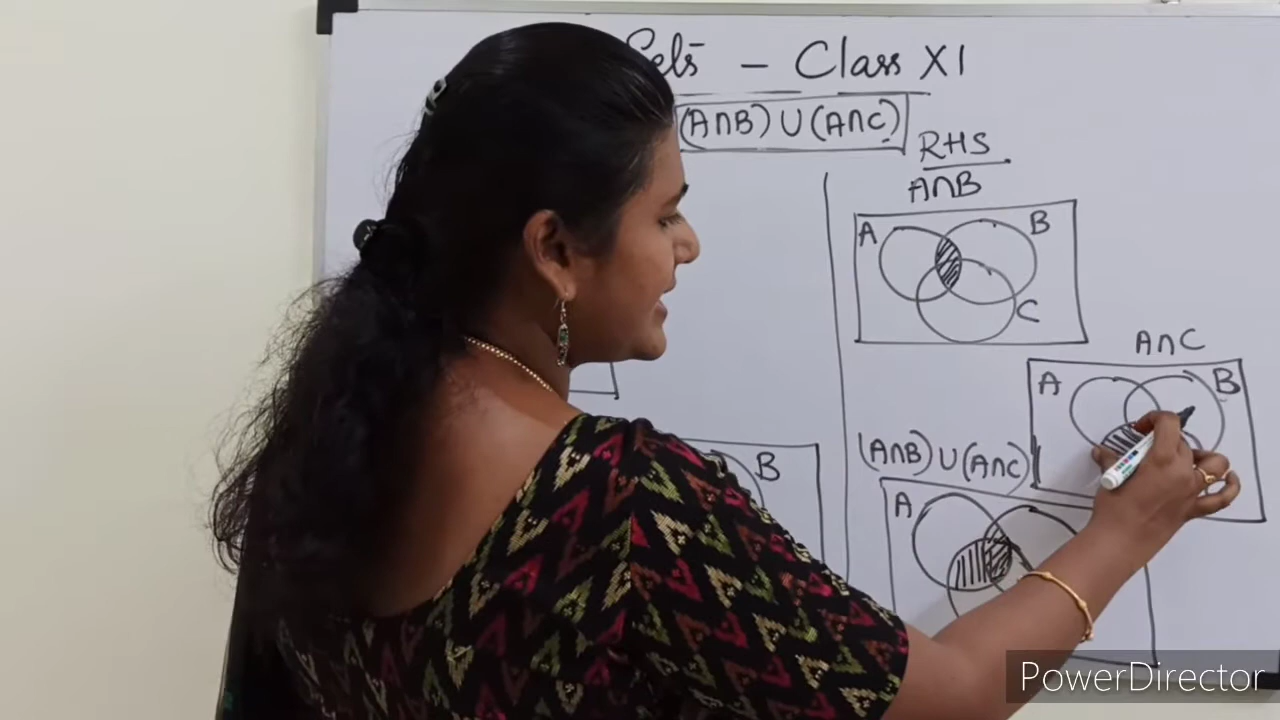 Sets - Class XI
(A∩B) ∪ (A∩C)
RHS
A∩B
A B
C
A∩C
A B
(A∩B) ∪ (A∩C)
B
A
PowerDirector